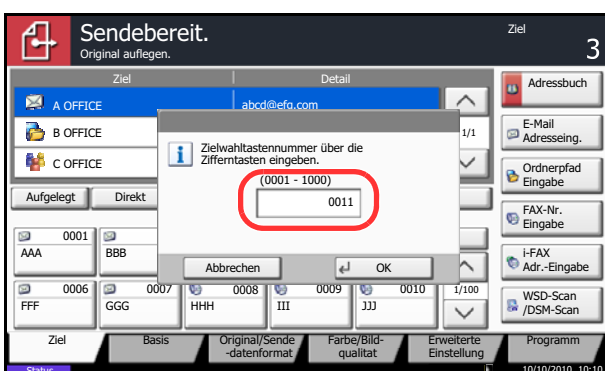 Sendebereit.
Original auflegen.
Ziel
3
Ziel Detail
A OFFICE abcd@efg.com
B OFFICE
C OFFICE
1/1
Zielwahltastennummer über die
Zifferntasten eingeben.
(0001 - 1000)
0011
Abbrechen OK
Aufgelegt Direkt
0001
AAA BBB
0006 0007 0008 0009 0010
FFF GGG HHH III JJJ
1/100
Adressbuch
E-Mail
Adresseing.
Ordnerpfad
Eingabe
FAX-Nr.
Eingabe
i-FAX
Adr.-Eingabe
WSD-Scan
/DSM-Scan
Ziel
Basis
Original/Sende
-datenformat
Farbe/Bild-
qualitat
Erweiterte
Einstellung
Programm
Status 10/10/2010 10:10